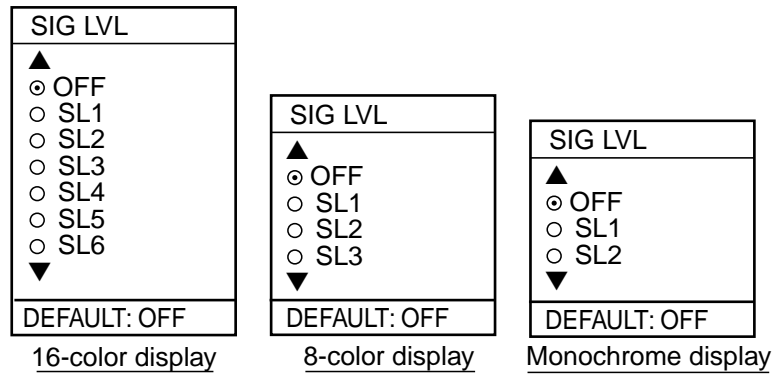 SIG LVL
OFF
SL1
SL2
SL3
SL4
SL5
SL6
DEFAULT: OFF
16-color display
SIG LVL
OFF
SL1
SL2
SL3
DEFAULT: OFF
8-color display
SIG LVL
OFF
SL1
SL2
DEFAULT: OFF
Monochrome display